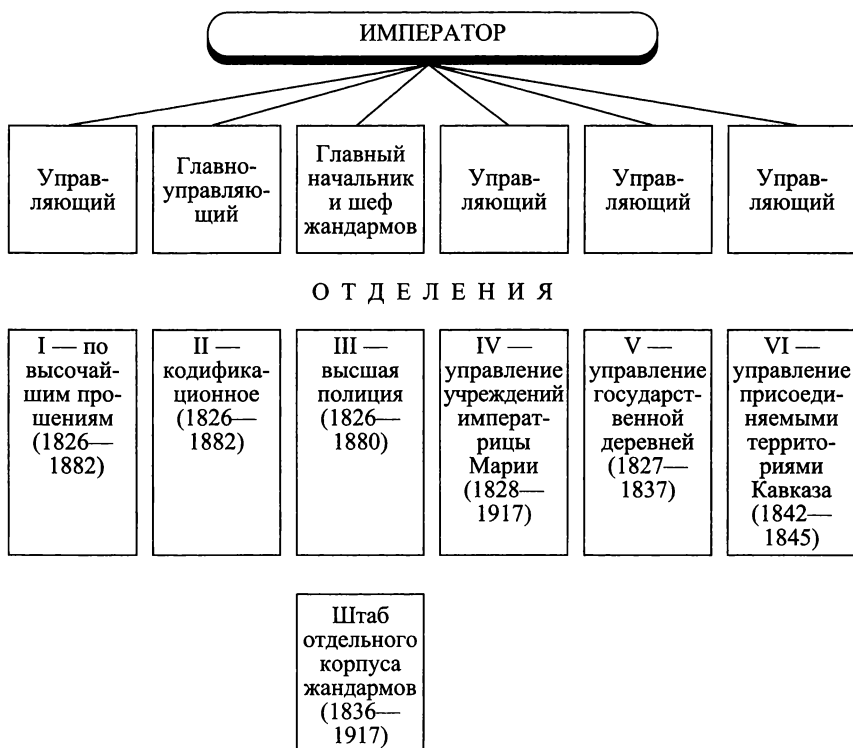 ИМПЕРАТОР
Управ-
ляющий
Главно-
управляю-
щий
Главный
начальник
и шеф
жандармов
Управ-
ляющий
Управ-
ляющий
Управ-
ляющий
ОТДЕЛЕНИЯ
I — по
высочай-
шим про-
шениям
(1826—
1882)
II —
кодифика-
ционное
(1826—
1882)
III —
высшая
полиция
(1826—
1880)
IV —
управление
учреждений
императ-
рицы
Марии
(1828—
1917)
V —
управление
государст-
венной
деревней
(1827—
1837)
VI —
управление
присоеди-
няемыми
террито-
риями
Кавказа
(1842—
1845)
Штаб
отдельного
корпуса
жандармов
(1836—
1917)